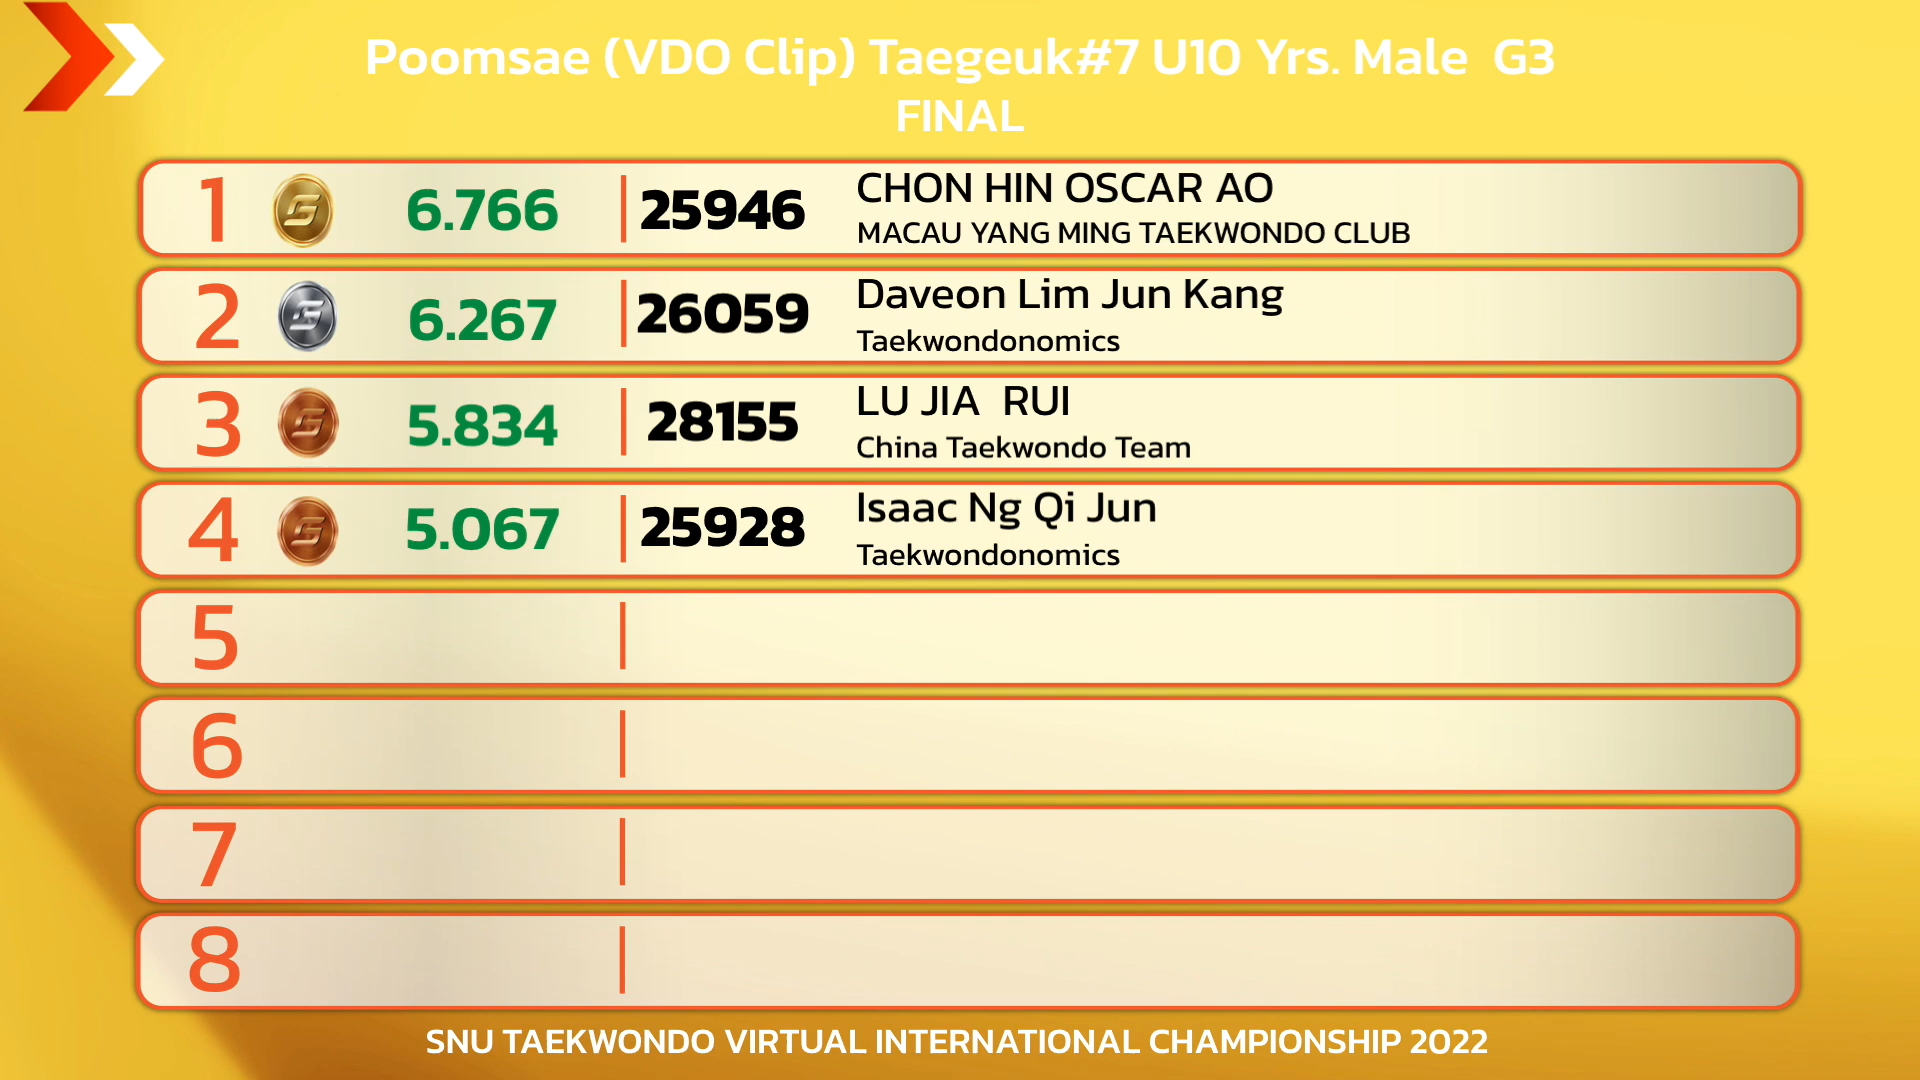 Poomsae (VDO Clip) Taegeuk#7 U10 Yrs. Male  G3
FINAL
1 6.766 25946 CHON HIN OSCAR AO
MACAU YANG MING TAEKWONDO CLUB
2 6.267 26059 Daveon Lim Jun Kang
Taekwondonomics
3 5.834 28155 LU JIA  RUI
China Taekwondo Team
4 5.067 25928 Isaac Ng Qi Jun
Taekwondonomics
5
6
7
8
SNU TAEKWONDO VIRTUAL INTERNATIONAL CHAMPIONSHIP 2022